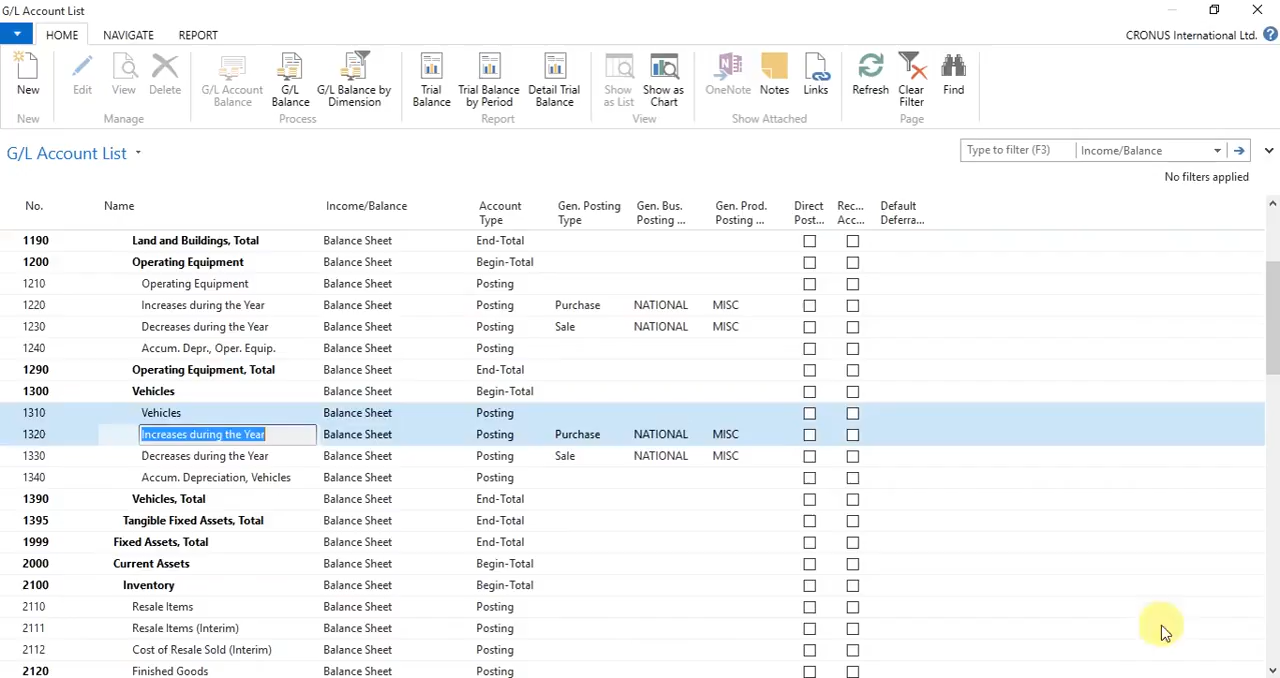 G/L Account List
HOME NAVIGATE REPORT CRONUS International Ltd. ?
New Edit View Delete G/L Account Balance G/L Balance G/L Balance by Dimension Trial Balance Trial Balance by Period Detail Trial Balance Show as List Show as Chart OneNote Notes Links Refresh Clear Filter Find
New Manage Process Report View Show Attached Page
G/L Account List Type to filter (F3) Income/Balance
No filters applied
No. Name Income/Balance Account Type Gen. Posting Type Gen. Bus. Posting ... Gen. Prod. Posting ... Direct Post... Rec... Acc... Default Deferra...
1190 Land and Buildings, Total Balance Sheet End-Total
1200 Operating Equipment Balance Sheet Begin-Total
1210 Operating Equipment Balance Sheet Posting
1220 Increases during the Year Balance Sheet Posting Purchase NATIONAL MISC
1230 Decreases during the Year Balance Sheet Posting Sale NATIONAL MISC
1240 Accum. Depr., Oper. Equip. Balance Sheet Posting
1290 Operating Equipment, Total Balance Sheet End-Total
1300 Vehicles Balance Sheet Begin-Total
1310 Vehicles Balance Sheet Posting
1320 Increases during the Year Balance Sheet Posting Purchase NATIONAL MISC
1330 Decreases during the Year Balance Sheet Posting Sale NATIONAL MISC
1340 Accum. Depreciation, Vehicles Balance Sheet Posting
1390 Vehicles, Total Balance Sheet End-Total
1395 Tangible Fixed Assets, Total Balance Sheet End-Total
1999 Fixed Assets, Total Balance Sheet End-Total
2000 Current Assets Balance Sheet Begin-Total
2100 Inventory Balance Sheet Begin-Total
2110 Resale Items Balance Sheet Posting
2111 Resale Items (Interim) Balance Sheet Posting
2112 Cost of Resale Sold (Interim) Balance Sheet Posting
2120 Finished Goods Balance Sheet Posting